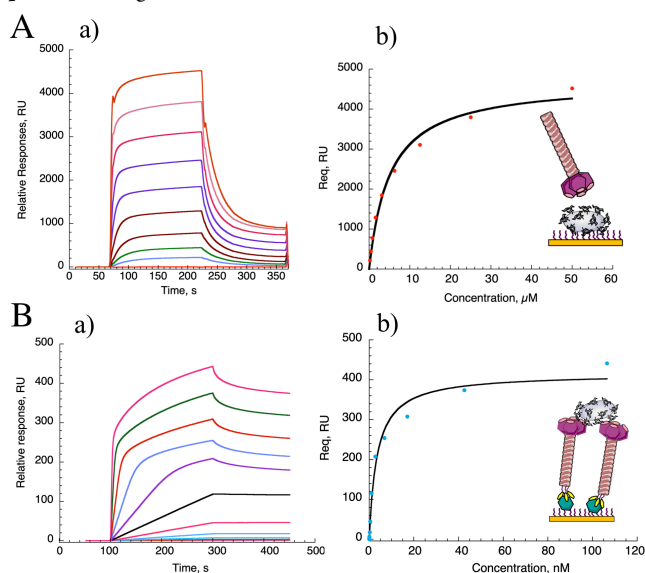 A
a)
b)
5000
4000
3000
2000
1000
0
Relative Responses, RU
0 50 100 150 200 250 300 350
Time, s
5000
4000
3000
2000
1000
0
Req, RU
0 10 20 30 40 50 60
Concentration, µM
B
a)
b)
500
400
300
200
100
0
Relative response, RU
0 100 200 300 400 500
Time, s
500
400
300
200
100
0
Req, RU
0 20 40 60 80 100 120
Concentration, nM